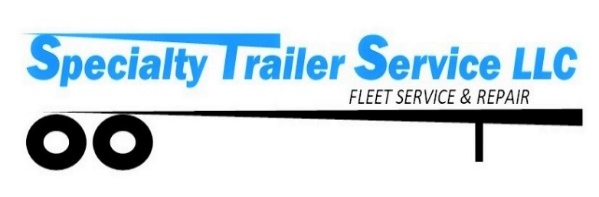 Specialty Trailer Service LLC
FLEET SERVICE & REPAIR